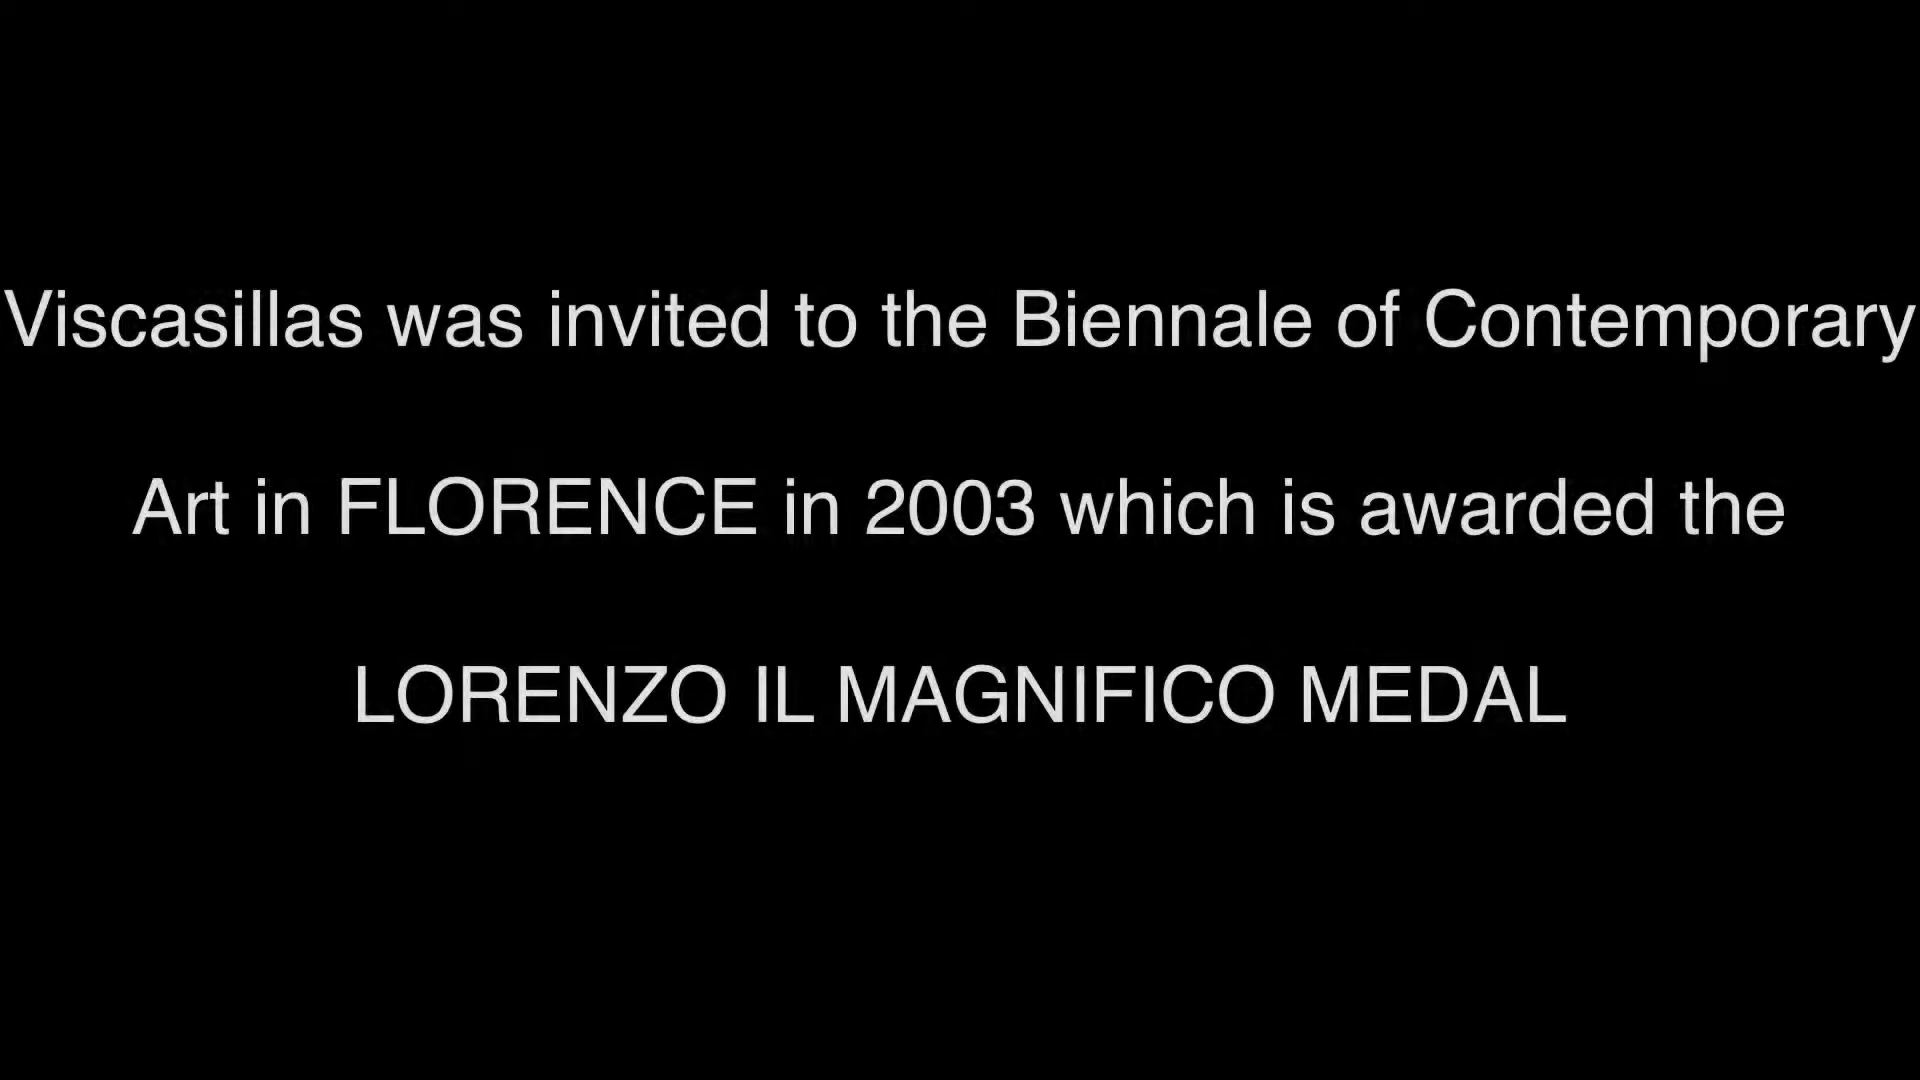 Viscasillas was invited to the Biennale of Contemporary
Art in FLORENCE in 2003 which is awarded the
LORENZO IL MAGNIFICO MEDAL